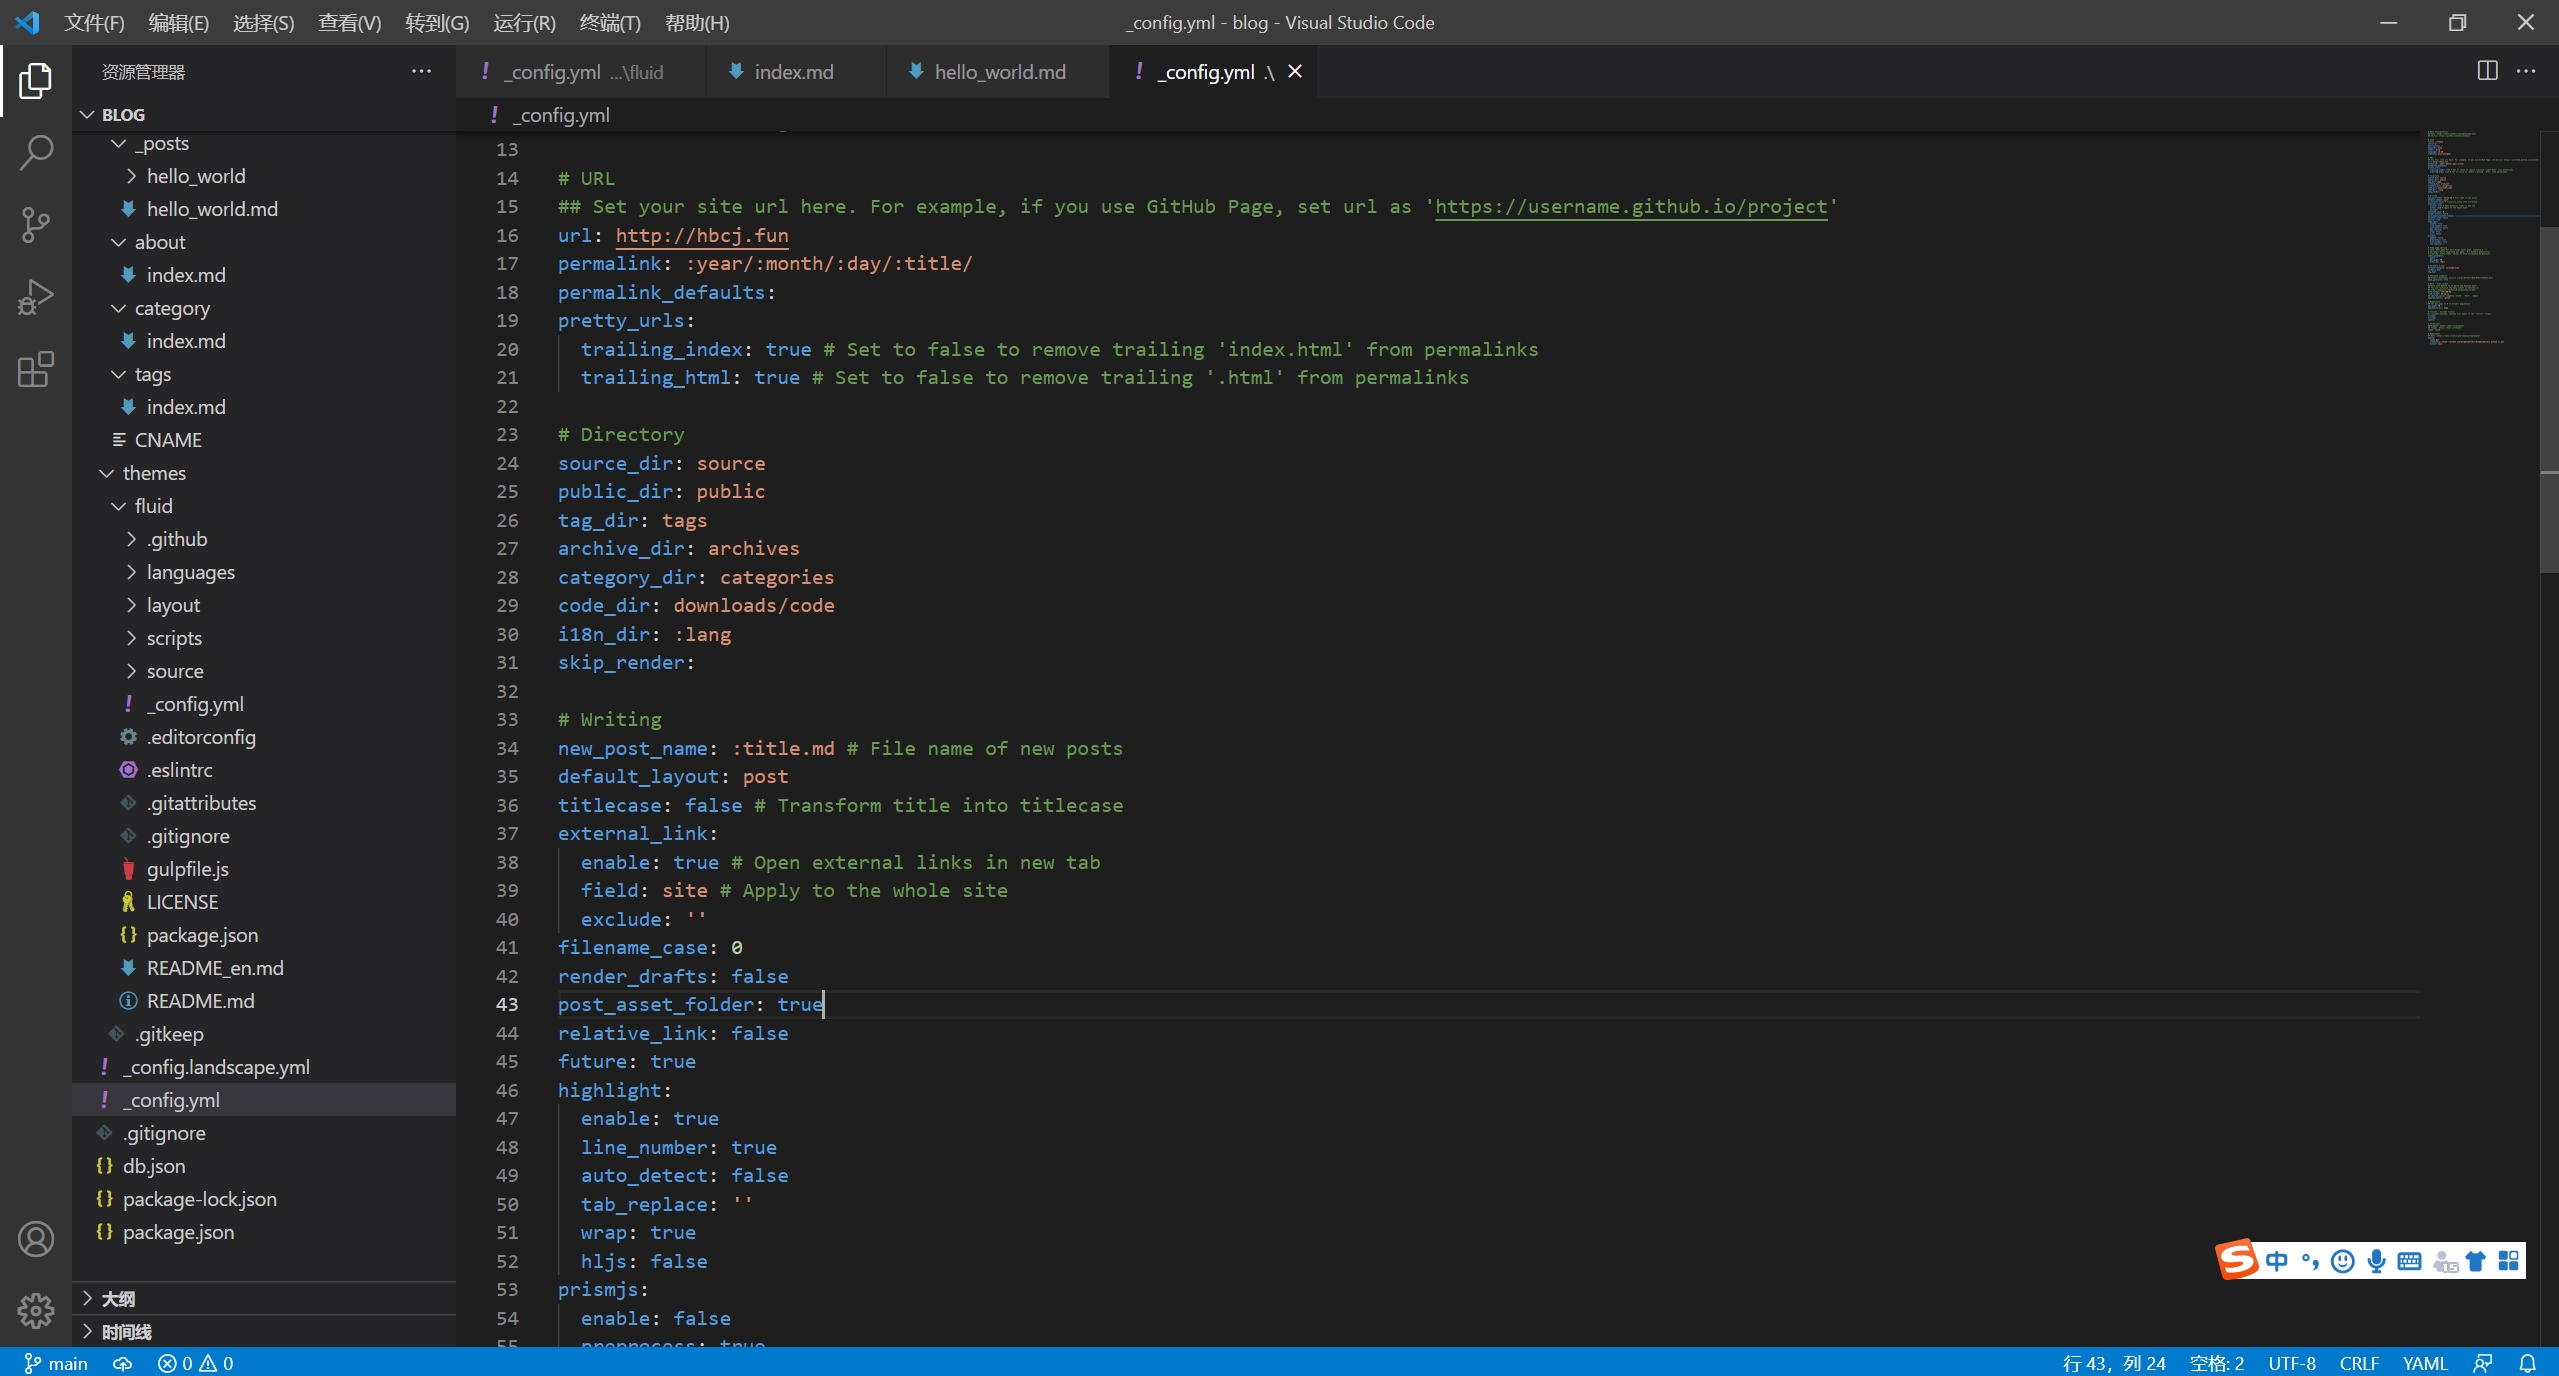 文件(F) 编辑(E) 选择(S) 查看(V) 转到(G) 运行(R) 终端(T) 帮助(H)
_config.yml - blog - Visual Studio Code
资源管理器
BLOG
_posts
hello_world
hello_world.md
about
index.md
category
index.md
tags
index.md
CNAME
themes
fluid
.github
languages
layout
scripts
source
_config.yml
.editorconfig
.eslintrc
.gitattributes
.gitignore
gulpfile.js
LICENSE
package.json
README_en.md
README.md
.gitkeep
_config.landscape.yml
_config.yml
.gitignore
db.json
package-lock.json
package.json
大纲
时间线
_config.yml ...\fluid
index.md
hello_world.md
_config.yml .\
_config.yml
13
14 # URL
15 ## Set your site url here. For example, if you use GitHub Page, set url as 'https://username.github.io/project'
16 url: http://hbcj.fun
17 permalink: :year/:month/:day/:title/
18 permalink_defaults:
19 pretty_urls:
20 trailing_index: true # Set to false to remove trailing 'index.html' from permalinks
21 trailing_html: true # Set to false to remove trailing '.html' from permalinks
22
23 # Directory
24 source_dir: source
25 public_dir: public
26 tag_dir: tags
27 archive_dir: archives
28 category_dir: categories
29 code_dir: downloads/code
30 i18n_dir: :lang
31 skip_render:
32
33 # Writing
34 new_post_name: :title.md # File name of new posts
35 default_layout: post
36 titlecase: false # Transform title into titlecase
37 external_link:
38 enable: true # Open external links in new tab
39 field: site # Apply to the whole site
40 exclude: ''
41 filename_case: 0
42 render_drafts: false
43 post_asset_folder: true
44 relative_link: false
45 future: true
46 highlight:
47 enable: true
48 line_number: true
49 auto_detect: false
50 tab_replace: ''
51 wrap: true
52 hljs: false
53 prismjs:
54 enable: false
55 preprocess: true
中
main
0 0
行 43，列 24 空格: 2 UTF-8 CRLF YAML